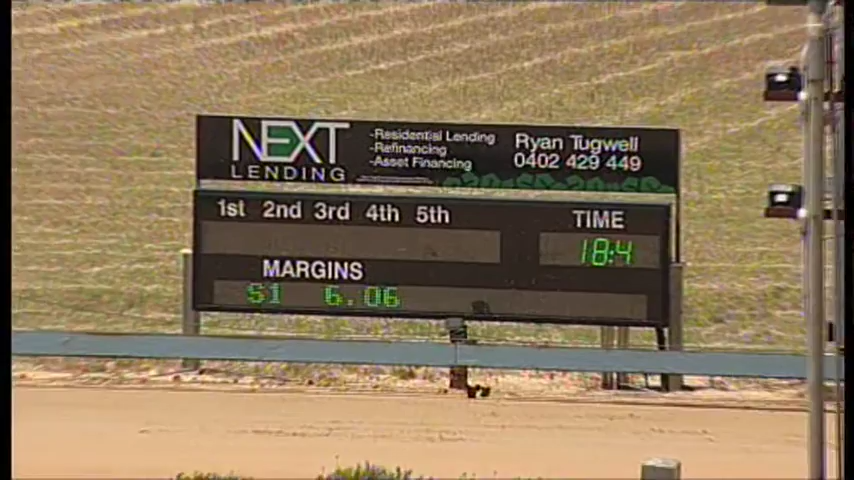 NEXT
LENDING
-Residential Lending
-Refinancing
-Asset Financing
Ryan Tugwell
0402 429 449
1st 2nd 3rd 4th 5th
TIME
18:4
MARGINS
S1 6.06